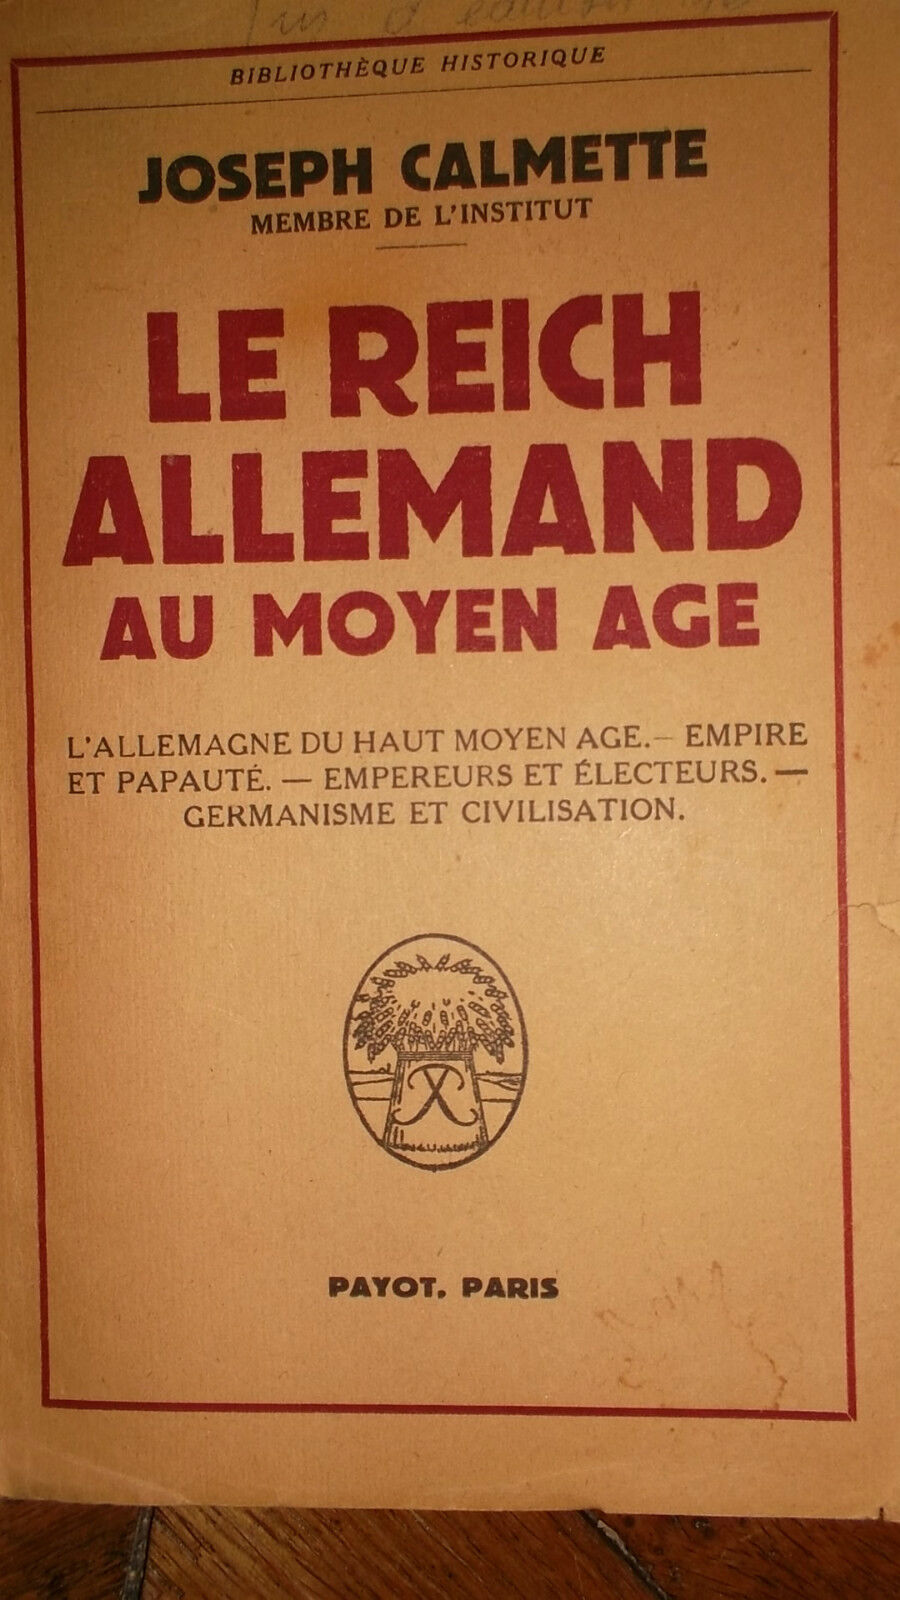 BIBLIOTHÈQUE HISTORIQUE
JOSEPH CALMETTE
MEMBRE DE L'INSTITUT
LE REICH
ALLEMAND
AU MOYEN AGE
L'ALLEMAGNE DU HAUT MOYEN AGE.— EMPIRE
ET PAPAUTÉ. — EMPEREURS ET ÉLECTEURS. —
GERMANISME ET CIVILISATION.
PAYOT. PARIS